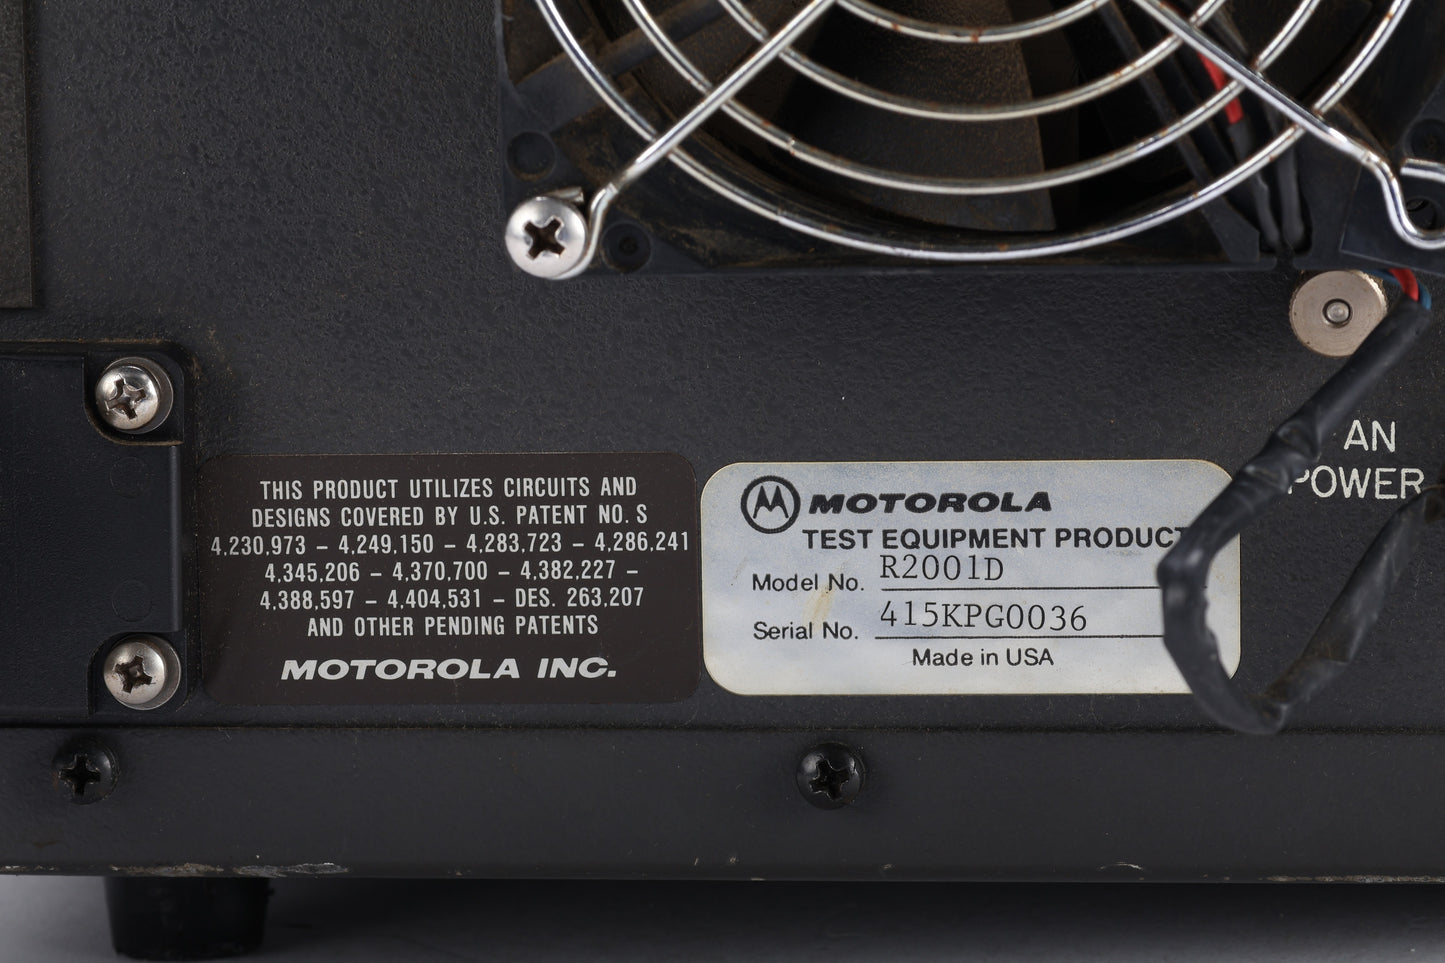 THIS PRODUCT UTILIZES CIRCUITS AND
DESIGNS COVERED BY U.S. PATENT NO. S
4,230,973 – 4,249,150 – 4,283,723 – 4,286,241
4,345,206 – 4,370,700 – 4,382,227 –
4,388,597 – 4,404,531 – DES. 263,207
AND OTHER PENDING PATENTS
MOTOROLA INC.
MOTOROLA
TEST EQUIPMENT PRODUCT
Model No. R2001D
Serial No. 415KPG0036
Made in USA
AN
POWER